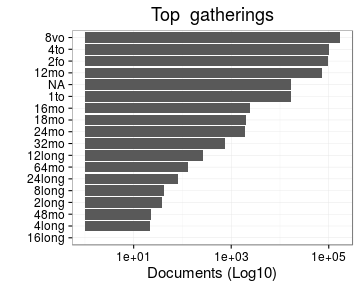 Top gatherings
8vo
4to
2fo
12mo
NA
1to
16mo
18mo
24mo
32mo
12long
64mo
24long
8long
2long
48mo
4long
16long
1e+01 1e+03 1e+05
Documents (Log10)